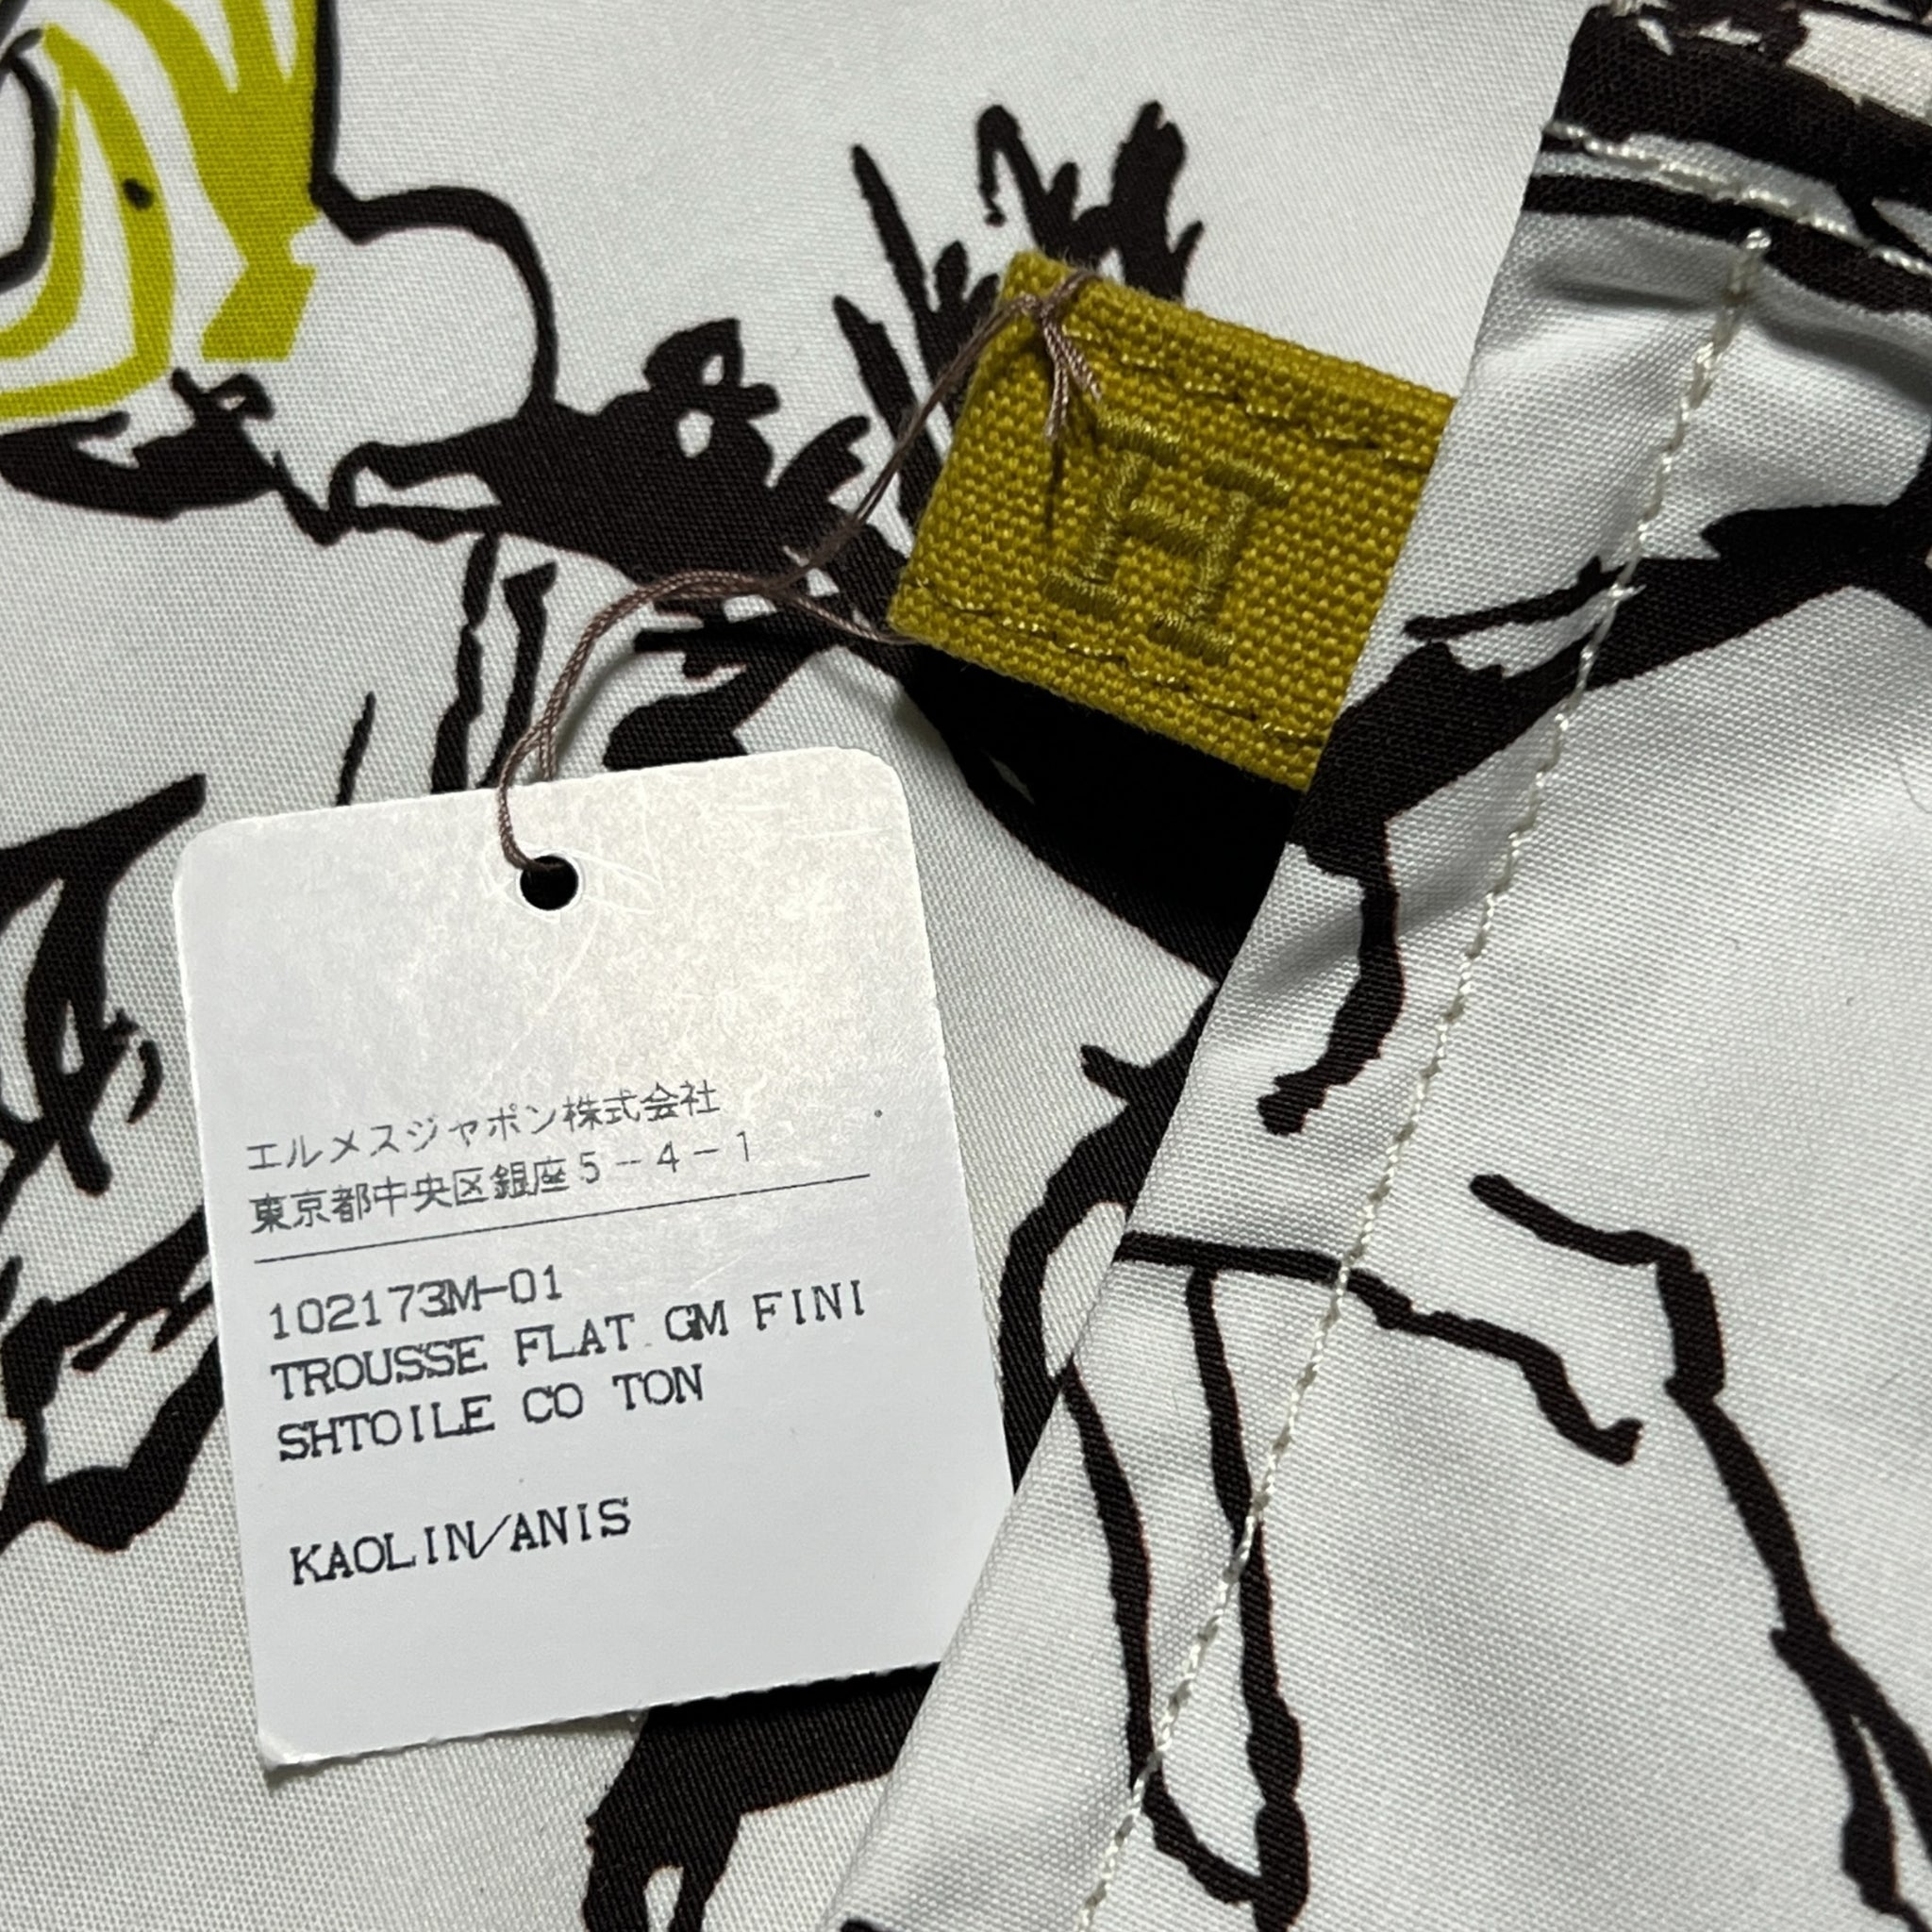 H
エルメスジャポン株式会社
東京都中央区銀座5-4-1
102173M-01
TROUSSE FLAT GM FINI
SHTOILE CO TON
KAOLIN/ANIS